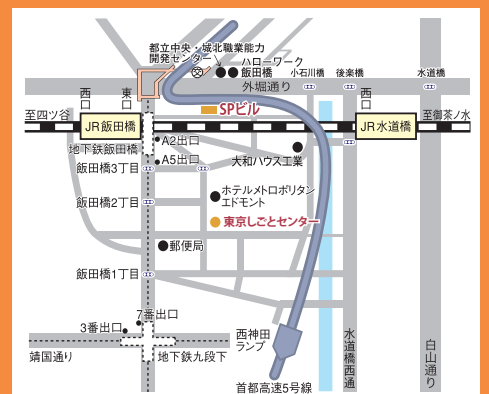 都立中央・城北職業能力
開発センター
ハローワーク
飯田橋
小石川橋
後楽橋
水道橋
外堀通り
西口
東口
西口
SPビル
至四ツ谷
至御茶ノ水
JR飯田橋
JR水道橋
地下鉄飯田橋
A2出口
A5出口
大和ハウス工業
飯田橋3丁目
ホテルメトロポリタン
エドモント
飯田橋2丁目
東京しごとセンター
郵便局
飯田橋1丁目
7番出口
3番出口
西神田
ランプ
水道橋西通
白山通り
靖国通り
地下鉄九段下
首都高速5号線